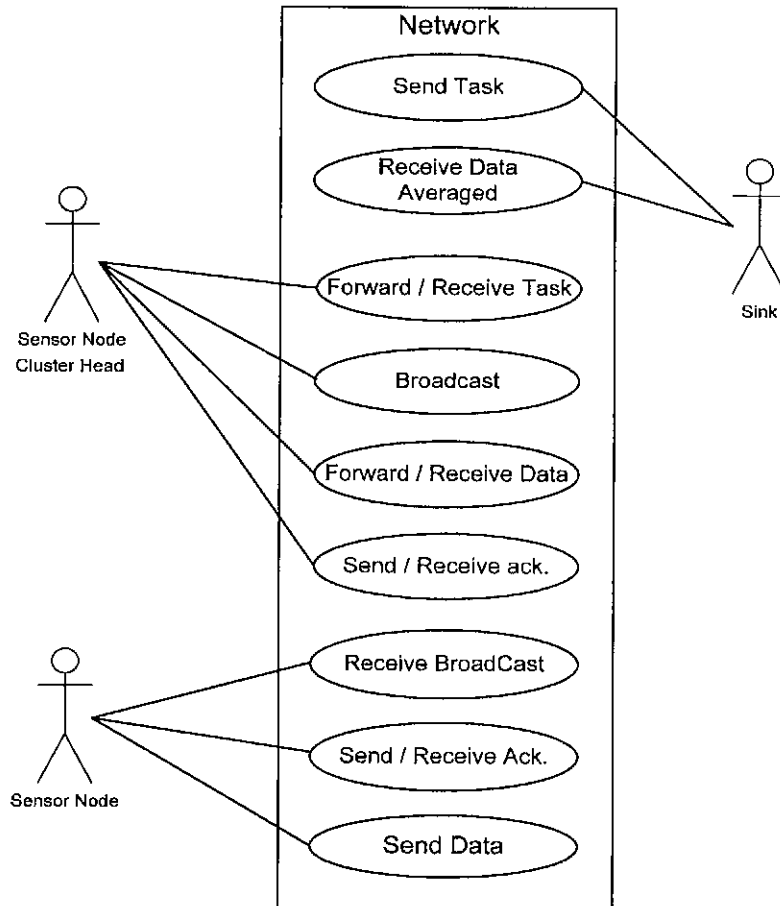 Network
Send Task
Receive Data
Averaged
Forward / Receive Task
Sensor Node
Cluster Head
Sink
Broadcast
Forward / Receive Data
Send / Receive ack.
Receive BroadCast
Send / Receive Ack.
Sensor Node
Send Data